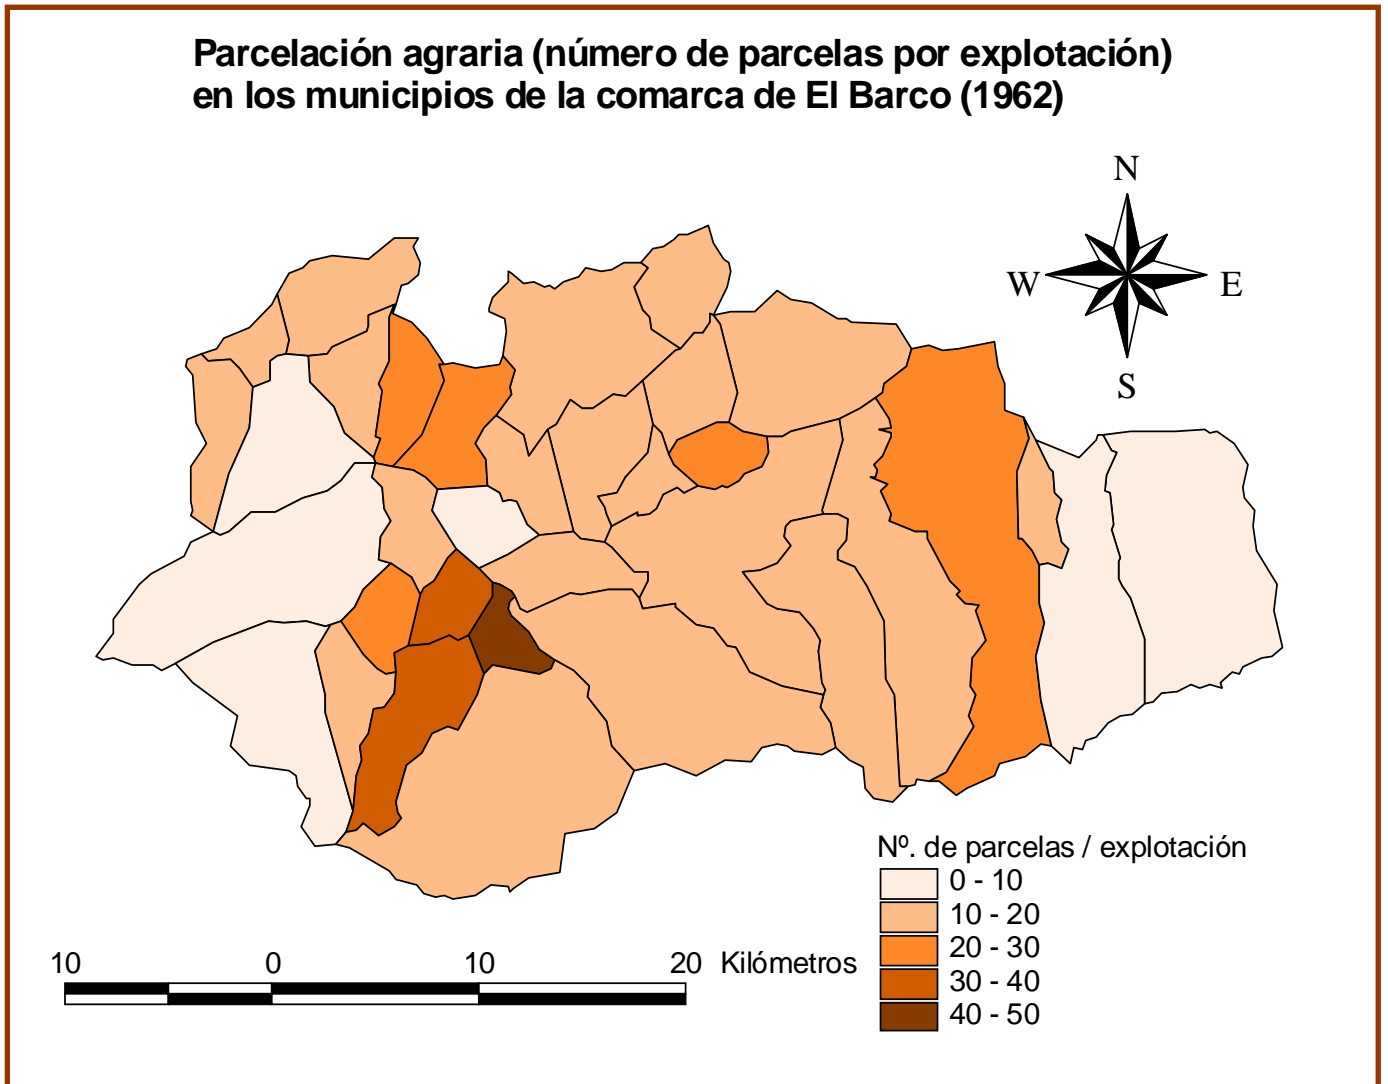 Parcelación agraria (número de parcelas por explotación)
en los municipios de la comarca de El Barco (1962)
N
W
E
S
Nº. de parcelas / explotación
0 - 10
10 - 20
20 - 30
30 - 40
40 - 50
10 0 10 20 Kilómetros